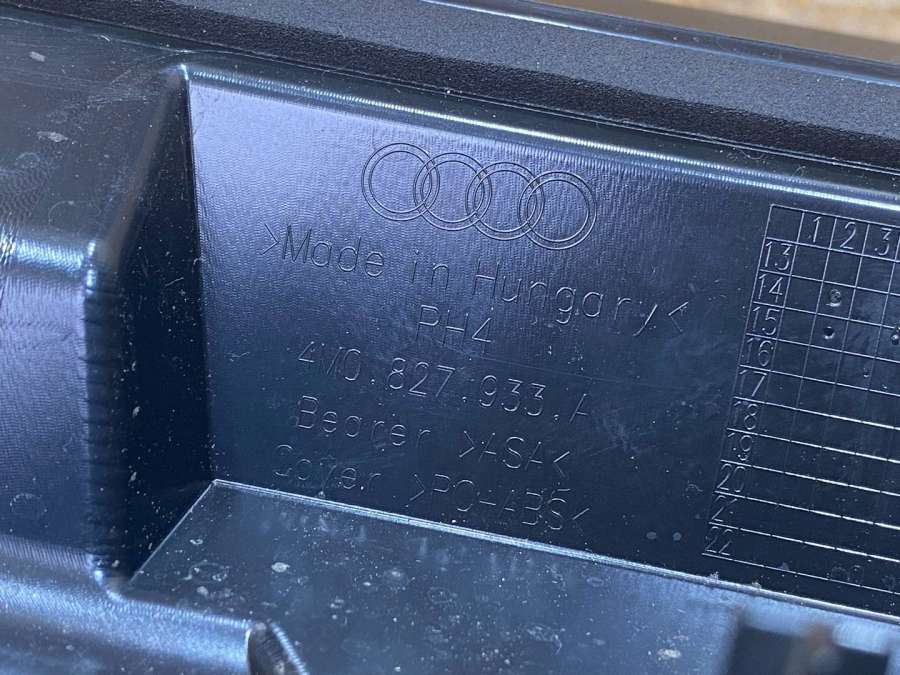 >Made in Hungary<
PH4
4M0.827.933.A
Bearer >ASA<
Cover >PC+ABS<
1 2 3
13
14
15
16
17
18
19
20
21
22